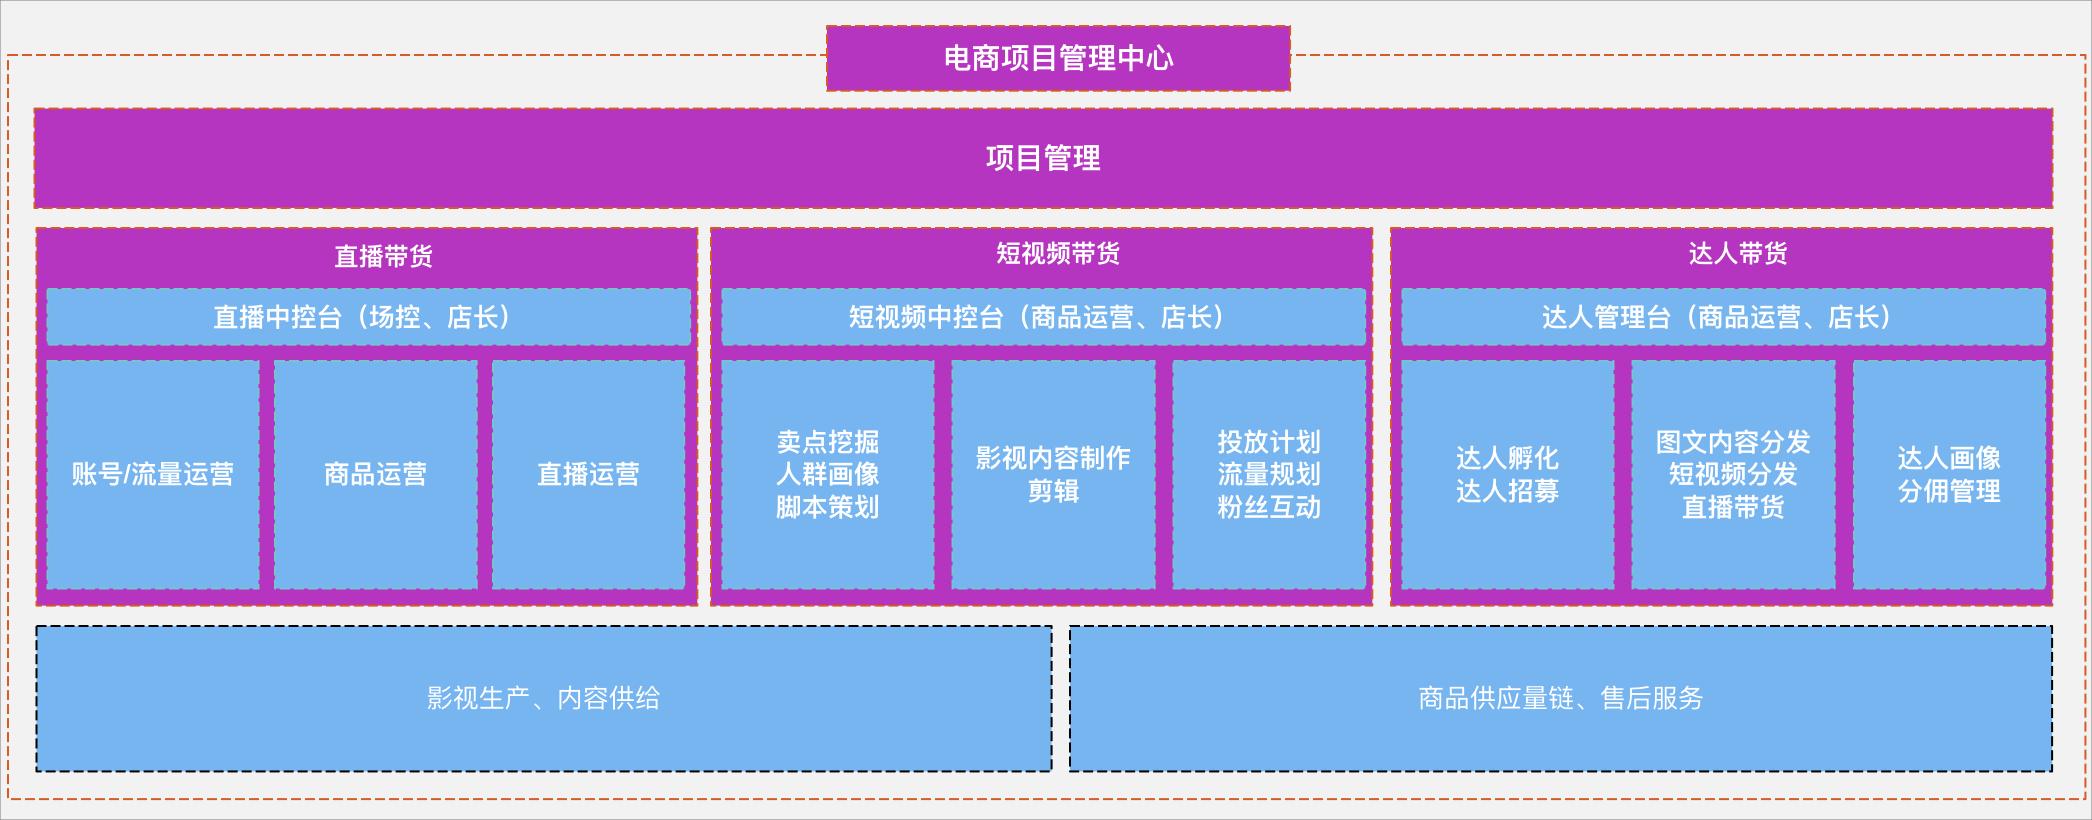 电商项目管理中心
项目管理
直播带货
直播中控台（场控、店长）
账号/流量运营
商品运营
直播运营
短视频带货
短视频中控台（商品运营、店长）
卖点挖掘
人群画像
脚本策划
影视内容制作
剪辑
投放计划
流量规划
粉丝互动
达人带货
达人管理台（商品运营、店长）
达人孵化
达人招募
图文内容分发
短视频分发
直播带货
达人画像
分佣管理
影视生产、内容供给
商品供应量链、售后服务